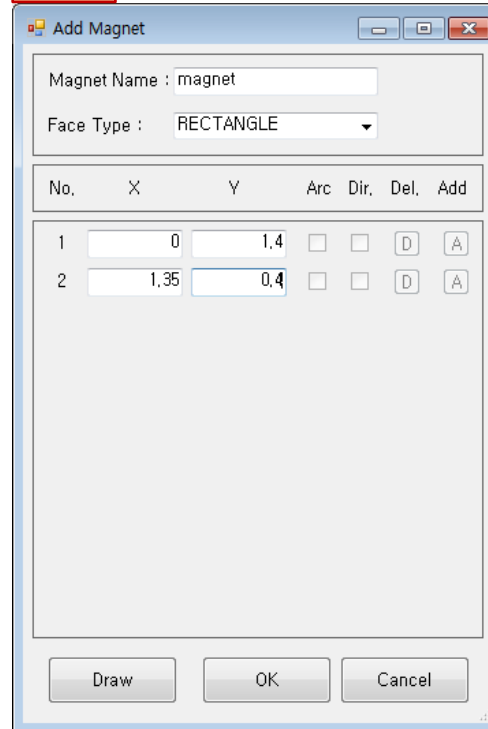 Add Magnet
Magnet Name : magnet
Face Type : RECTANGLE
No. X Y Arc Dir. Del. Add
1 0 1.4 D A
2 1.35 0.4 D A
Draw OK Cancel